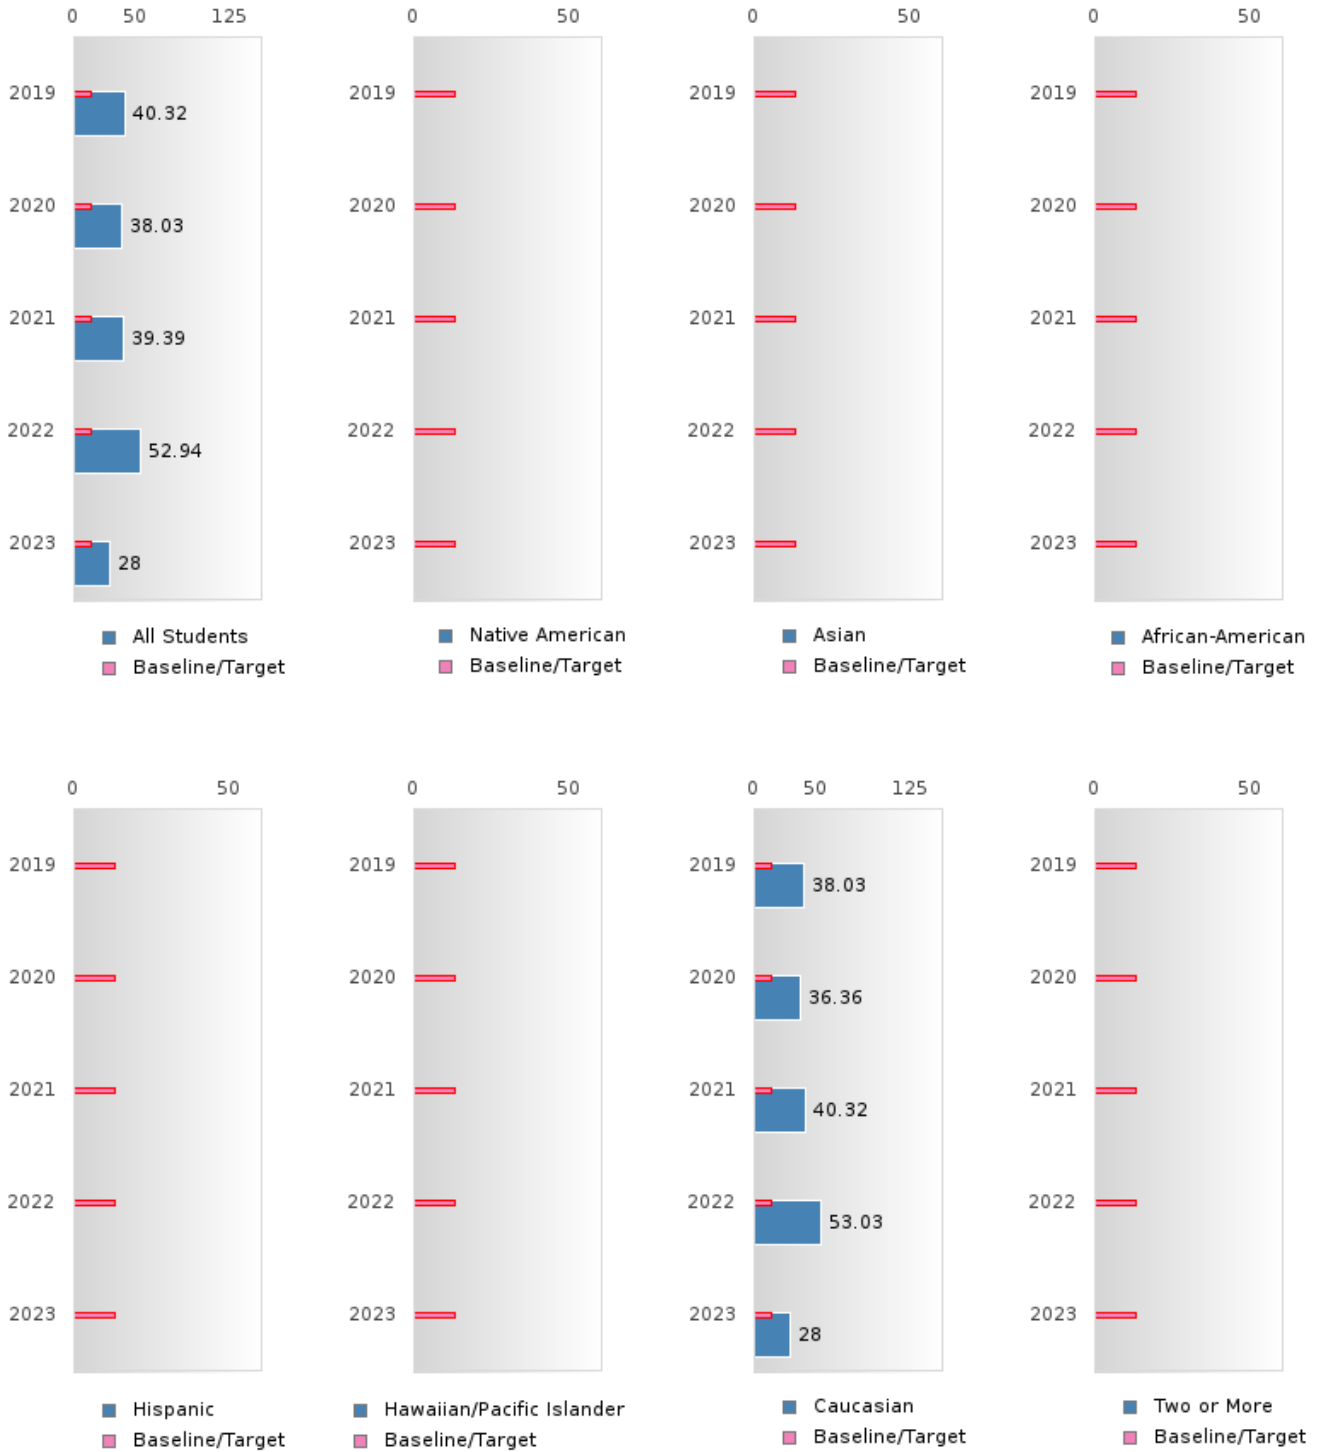 0 50 125
2019 40.32
2020 38.03
2021 39.39
2022 52.94
2023 28
All Students
Baseline/Target
0 50
2019
2020
2021
2022
2023
Native American
Baseline/Target
0 50
2019
2020
2021
2022
2023
Asian
Baseline/Target
0 50
2019
2020
2021
2022
2023
African-American
Baseline/Target
0 50
2019
2020
2021
2022
2023
Hispanic
Baseline/Target
0 50
2019
2020
2021
2022
2023
Hawaiian/Pacific Islander
Baseline/Target
0 50 125
2019 38.03
2020 36.36
2021 40.32
2022 53.03
2023 28
Caucasian
Baseline/Target
0 50
2019
2020
2021
2022
2023
Two or More
Baseline/Target